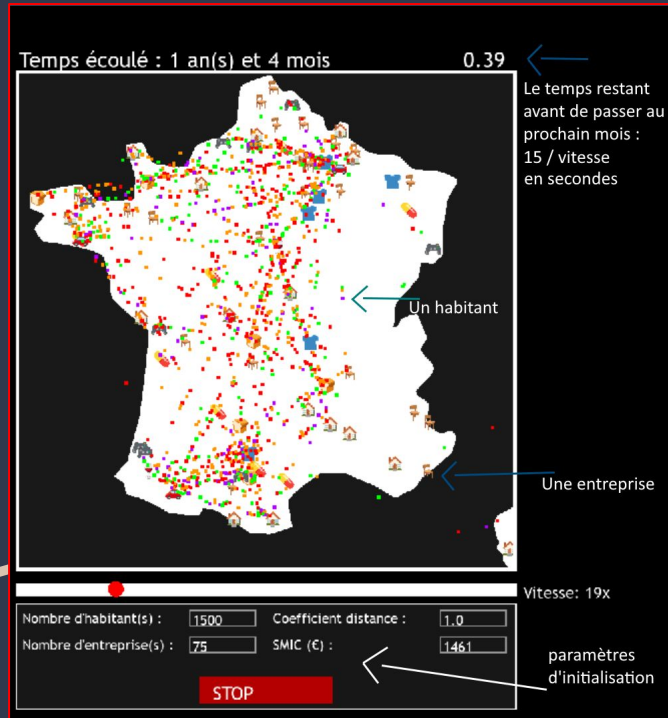 Temps écoulé : 1 an(s) et 4 mois 0.39
Le temps restant
avant de passer au
prochain mois :
15 / vitesse
en secondes
Un habitant
Une entreprise
Vitesse: 19x
Nombre d'habitant(s) : 1500 Coefficient distance : 1.0
Nombre d'entreprise(s) : 75 SMIC (€) : 1461
paramètres
d'initialisation
STOP